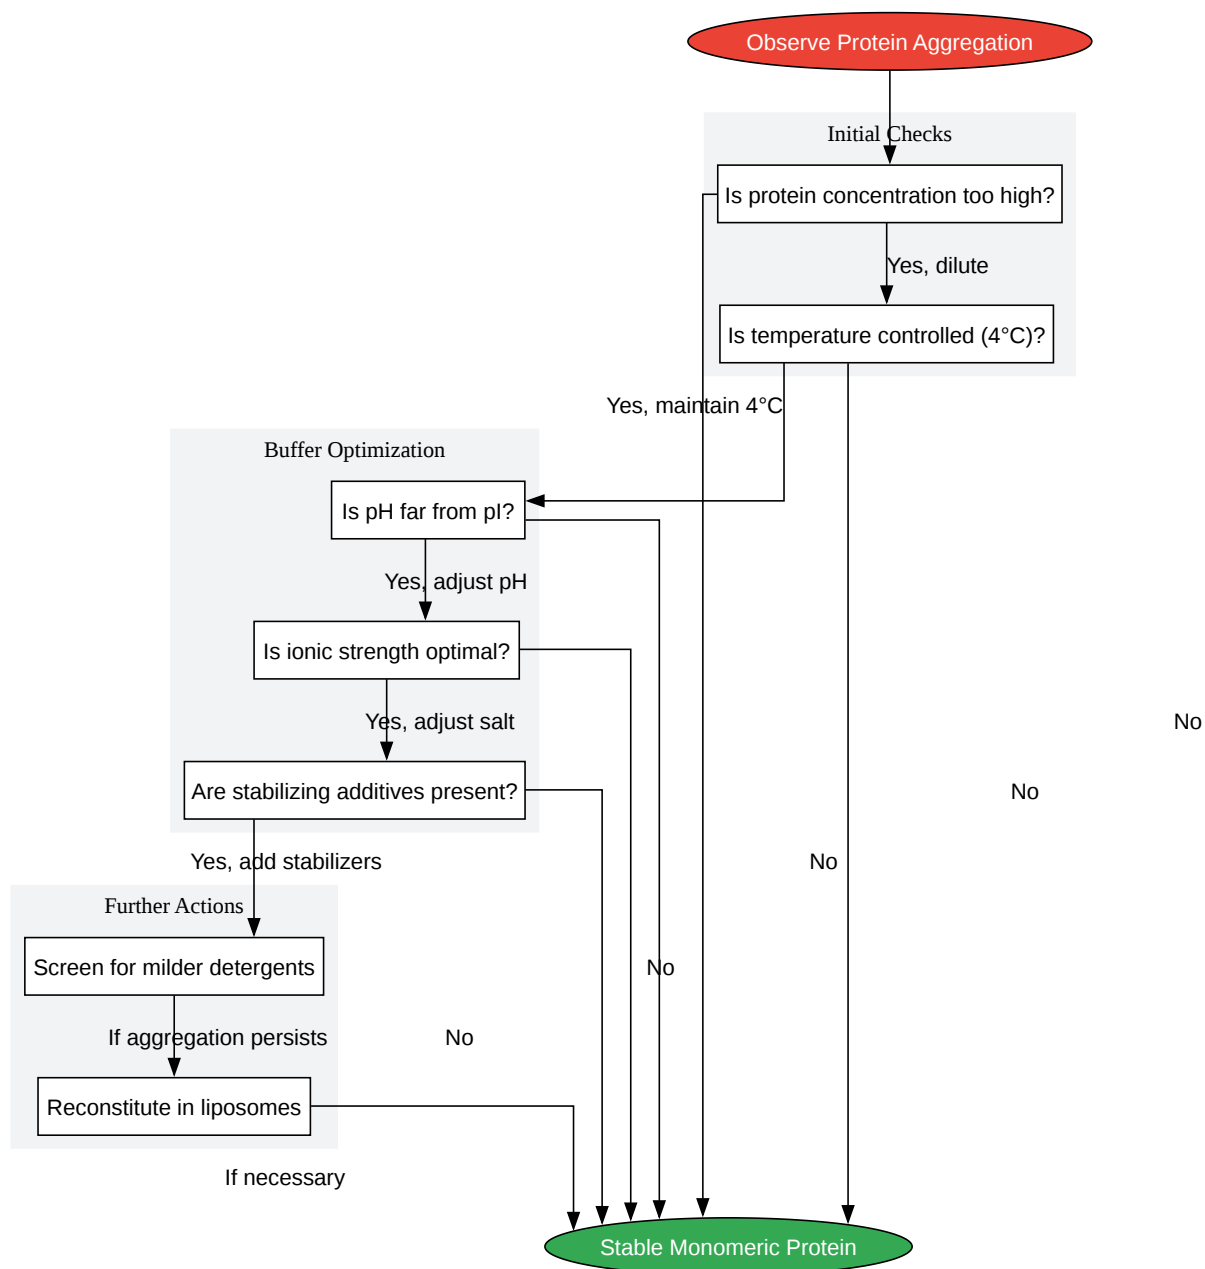 Observe Protein Aggregation
Initial Checks
Is protein concentration too high?
Yes, dilute
Is temperature controlled (4°C)?
Yes, maintain 4°C
Buffer Optimization
Is pH far from pI?
Yes, adjust pH
Is ionic strength optimal?
Yes, adjust salt
No
Are stabilizing additives present?
No
Yes, add stabilizers
No
Further Actions
Screen for milder detergents
No
If aggregation persists
No
Reconstitute in liposomes
If necessary
Stable Monomeric Protein